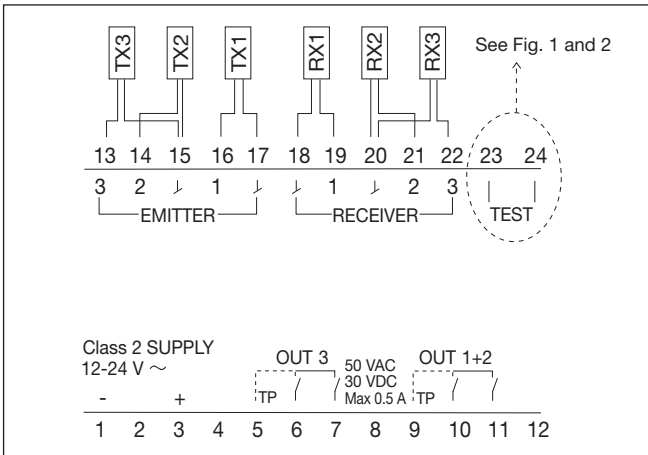 TX3 TX2 TX1 RX1 RX2 RX3
See Fig. 1 and 2
13 14 15 16 17 18 19 20 21 22 23 24
3 2 1 1 2 3
EMITTER RECEIVER TEST
Class 2 SUPPLY
12-24 V ~
OUT 3 50 VAC OUT 1+2
30 VDC
- + TP Max 0.5 A TP
1 2 3 4 5 6 7 8 9 10 11 12